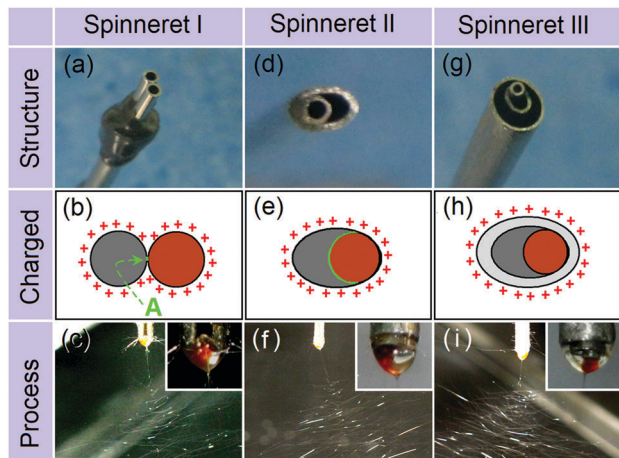 Spinneret I Spinneret II Spinneret III
Structure (a) (d) (g)
Charged (b) (e) (h)
A
Process (c) (f) (i)